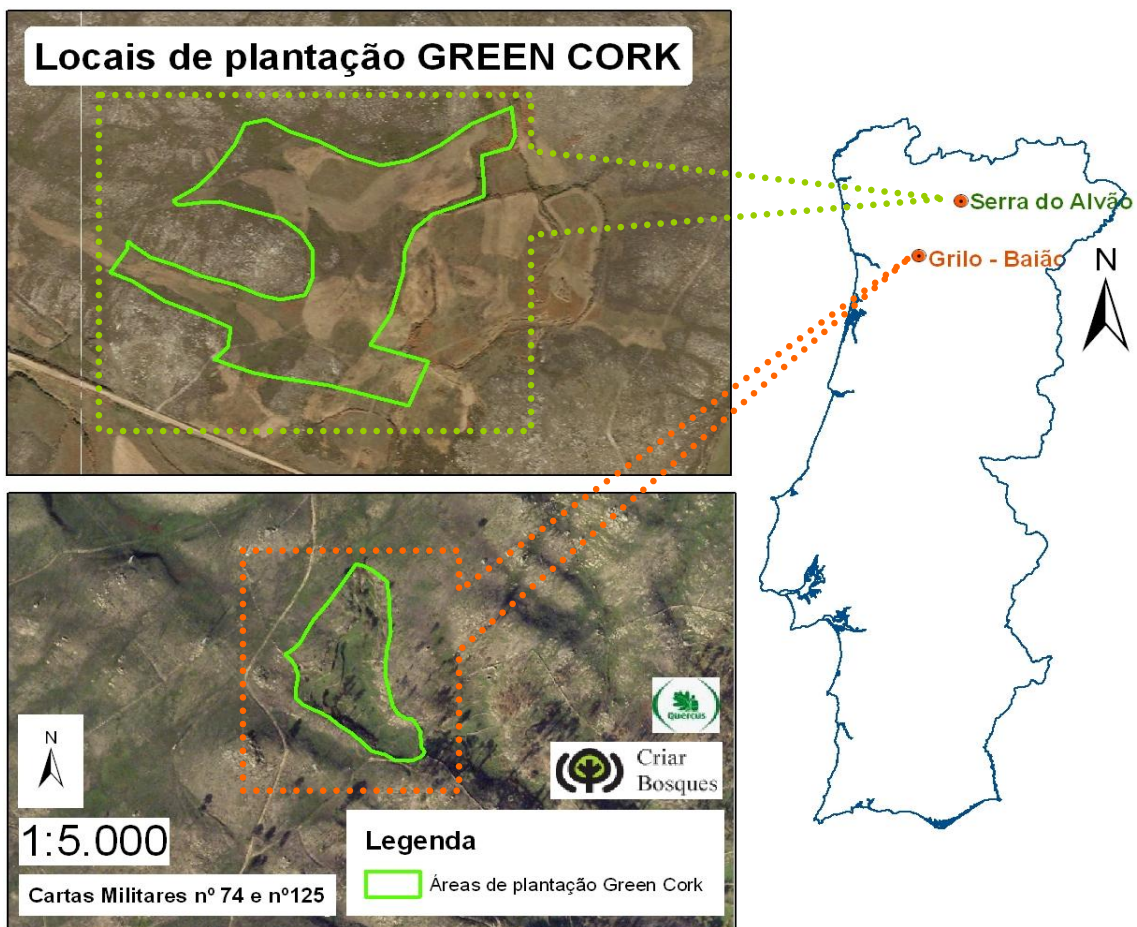 Locais de plantação GREEN CORK
Serra do Alvão
Grilo - Baião
N
Quercus
Criar
Bosques
N
1:5.000
Cartas Militares nº 74 e nº125
Legenda
Áreas de plantação Green Cork